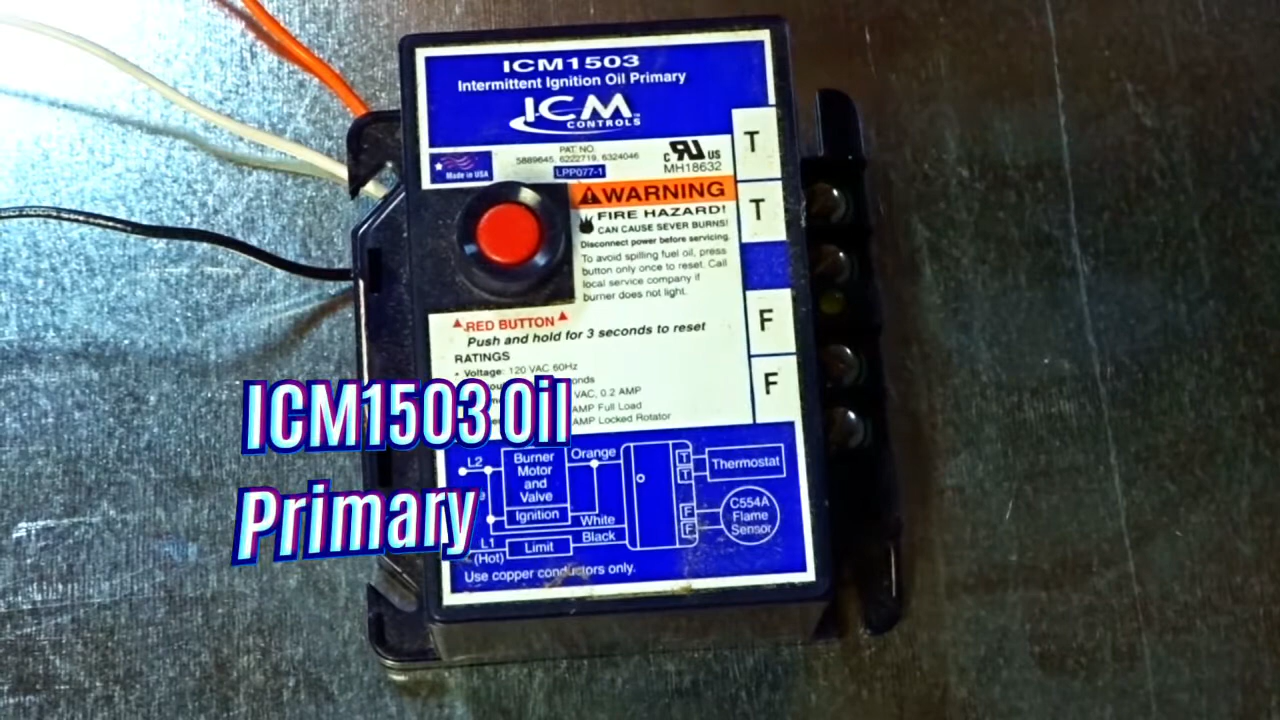 ICM1503
Intermittent Ignition Oil Primary
ICM
CONTROLS
Made in USA
PAT NO.
5889645, 6222719, 6324046
LPP077-1
C RU US
MH18632
T
T
F
F
WARNING
FIRE HAZARD!
CAN CAUSE SEVER BURNS!
Disconnect power before servicing.
To avoid spilling fuel oil, press
button only once to reset. Call
local service company if
burner does not light.
RED BUTTON
Push and hold for 3 seconds to reset
RATINGS
• Voltage: 120 VAC 60Hz
VAC, 0.2 AMP
AMP Full Load
AMP Locked Rotator
ICM1503 Oil
Primary
L2
Burner
Motor
and
Valve
Orange
Ignition
White
L1
(Hot)
Limit
Black
T
T
Thermostat
F
F
C554A
Flame
Sensor
Use copper conductors only.